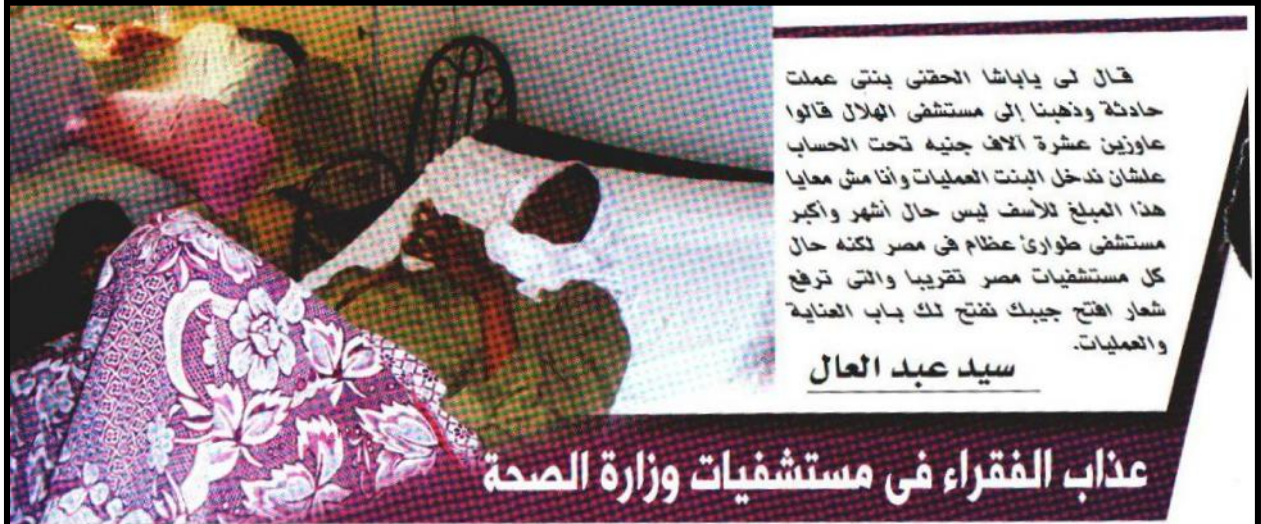 قال لى ياباشا الحقنى بنتى عملت
حادثة وذهبنا إلى مستشفى الهلال قالوا
عاوزين عشرة آلاف جنيه تحت الحساب
علشان ندخل البنت العمليات وأنا مش معايا
هذا المبلغ للأسف ليس حال أشهر وأكبر
مستشفى طوارئ عظام فى مصر لكنه حال
كل مستشفيات مصر تقريبا والتى ترفع
شعار افتح جيبك نفتح لك باب العناية
والعمليات.
سيد عبد العال
عذاب الفقراء فى مستشفيات وزارة الصحة